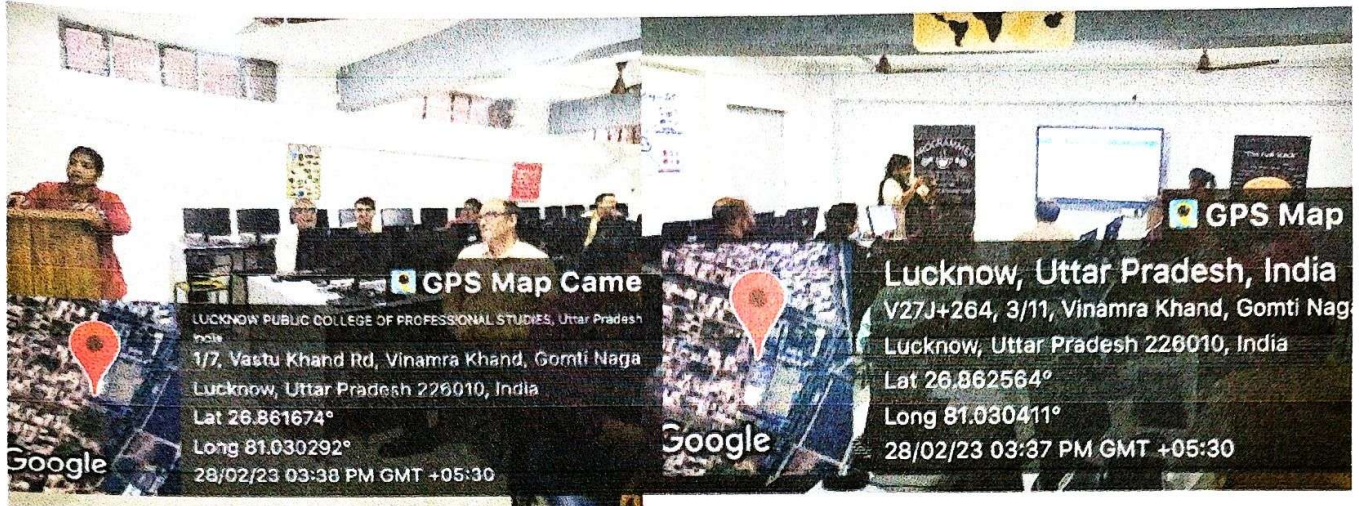 GPS Map Came
LUCKNOW PUBLIC COLLEGE OF PROFESSIONAL STUDIES, Uttar Pradesh
India
1/7, Vastu Khand Rd, Vinamra Khand, Gomti Naga
Lucknow, Uttar Pradesh 226010, India
Lat 26.861674°
Long 81.030292°
28/02/23 03:38 PM GMT +05:30
Google
PROGRAMMER
THE FULL STACK
GPS Map
Lucknow, Uttar Pradesh, India
V27J+264, 3/11, Vinamra Khand, Gomti Naga
Lucknow, Uttar Pradesh 226010, India
Lat 26.862564°
Long 81.030411°
28/02/23 03:37 PM GMT +05:30
Google